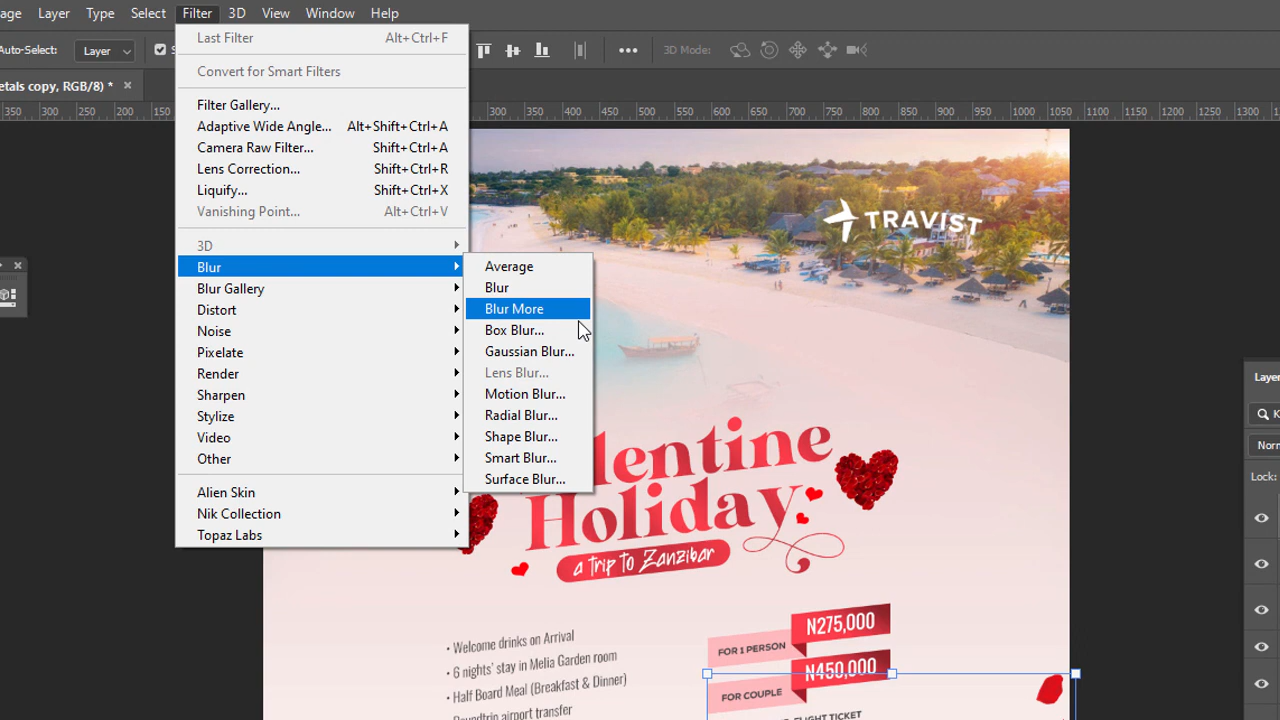 age Layer Type Select Filter 3D View Window Help
Auto-Select: Layer 3D Mode:
etals copy, RGB/8) * ×
350 300 250 200 150 300 350 400 450 500 550 600 650 700 750 800 850 900 950 1000 1050 1100 1150 1200 1250 1300
Last Filter Alt+Ctrl+F
Convert for Smart Filters
Filter Gallery...
Adaptive Wide Angle... Alt+Shift+Ctrl+A
Camera Raw Filter... Shift+Ctrl+A
Lens Correction... Shift+Ctrl+R
Liquify... Shift+Ctrl+X
Vanishing Point... Alt+Ctrl+V
3D
Blur
Blur Gallery
Distort
Noise
Pixelate
Render
Sharpen
Stylize
Video
Other
Alien Skin
Nik Collection
Topaz Labs
Average
Blur
Blur More
Box Blur...
Gaussian Blur...
Lens Blur...
Motion Blur...
Radial Blur...
Shape Blur...
Smart Blur...
Surface Blur...
TRAVIST
lentine
Holiday
a trip to Zanzibar
• Welcome drinks on Arrival
• 6 nights' stay in Melia Garden room
• Half Board Meal (Breakfast & Dinner)
Roundtrip airport transfer
N275,000
FOR 1 PERSON
N450,000
FOR COUPLE
FLIGHT TICKET
Layer
Norr
Lock: